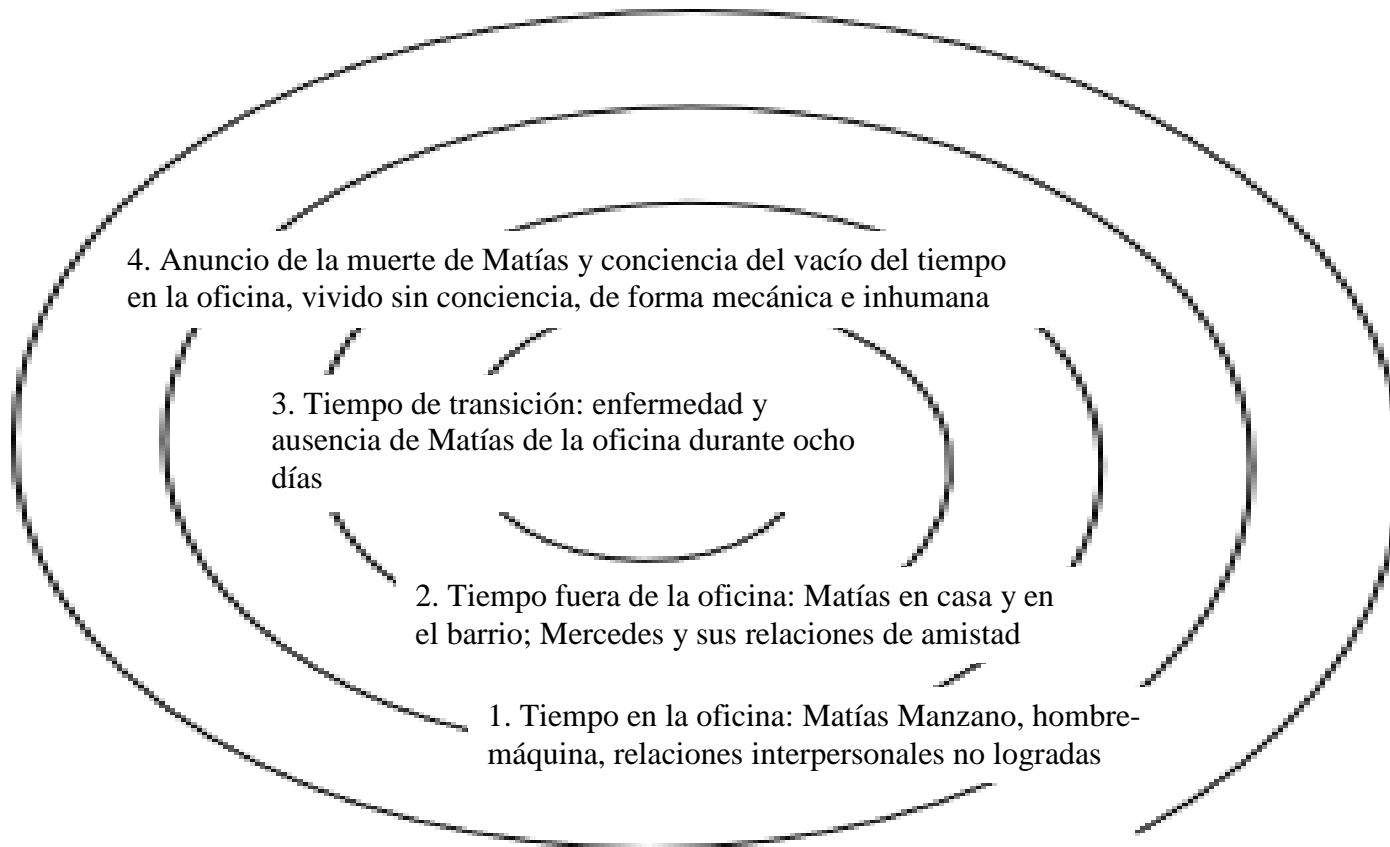 4. Anuncio de la muerte de Matías y conciencia del vacío del tiempo
en la oficina, vivido sin conciencia, de forma mecánica e inhumana
3. Tiempo de transición: enfermedad y
ausencia de Matías de la oficina durante ocho
días
2. Tiempo fuera de la oficina: Matías en casa y en
el barrio; Mercedes y sus relaciones de amistad
1. Tiempo en la oficina: Matías Manzano, hombre-
máquina, relaciones interpersonales no logradas